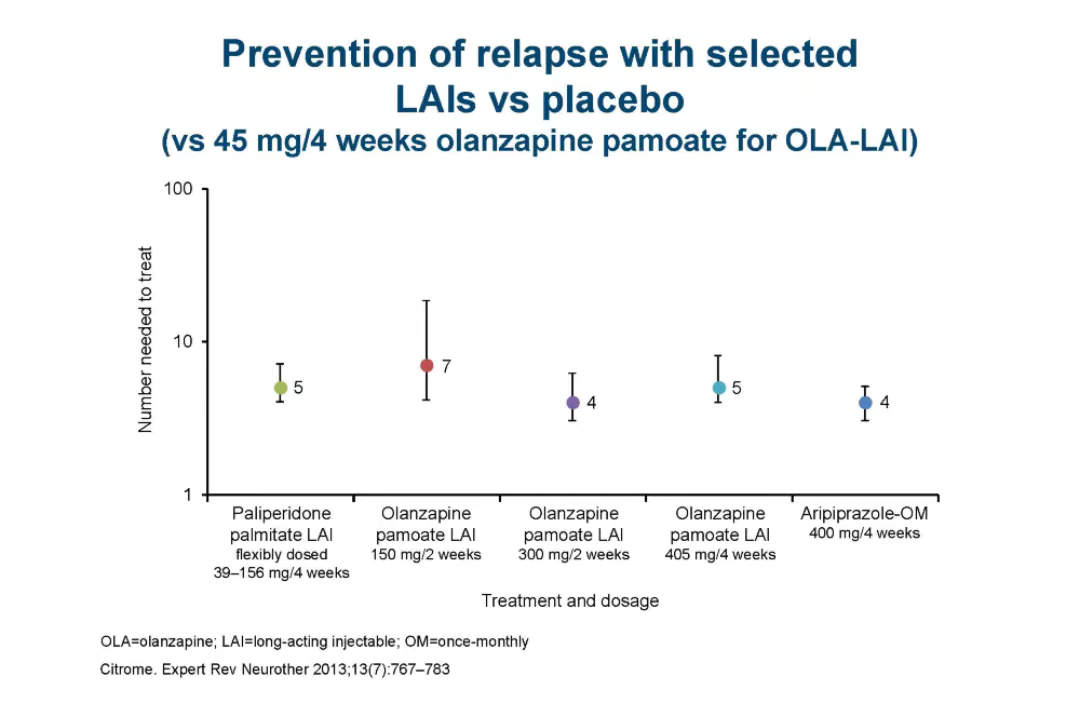 Prevention of relapse with selected
LAIs vs placebo
(vs 45 mg/4 weeks olanzapine pamoate for OLA-LAI)
100
10
1
Number needed to treat
5
7
4
5
4
Paliperidone
palmitate LAI
flexibly dosed
39–156 mg/4 weeks
Olanzapine
pamoate LAI
150 mg/2 weeks
Olanzapine
pamoate LAI
300 mg/2 weeks
Olanzapine
pamoate LAI
405 mg/4 weeks
Aripiprazole-OM
400 mg/4 weeks
Treatment and dosage
OLA=olanzapine; LAI=long-acting injectable; OM=once-monthly
Citrome. Expert Rev Neurother 2013;13(7):767–783